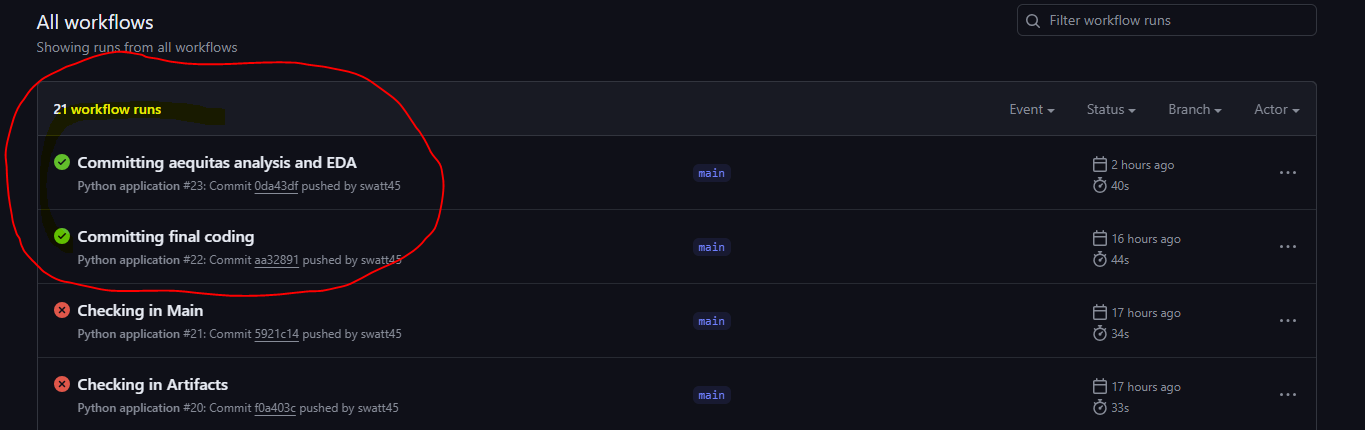 All workflows
Filter workflow runs
Showing runs from all workflows
21 workflow runs
Event Status Branch Actor
Committing aequitas analysis and EDA
Python application #23: Commit 0da43df pushed by swatt45
main
2 hours ago
40s
Committing final coding
Python application #22: Commit aa32891 pushed by swatt45
main
16 hours ago
44s
Checking in Main
Python application #21: Commit 5921c14 pushed by swatt45
main
17 hours ago
34s
Checking in Artifacts
Python application #20: Commit f0a403c pushed by swatt45
main
17 hours ago
33s